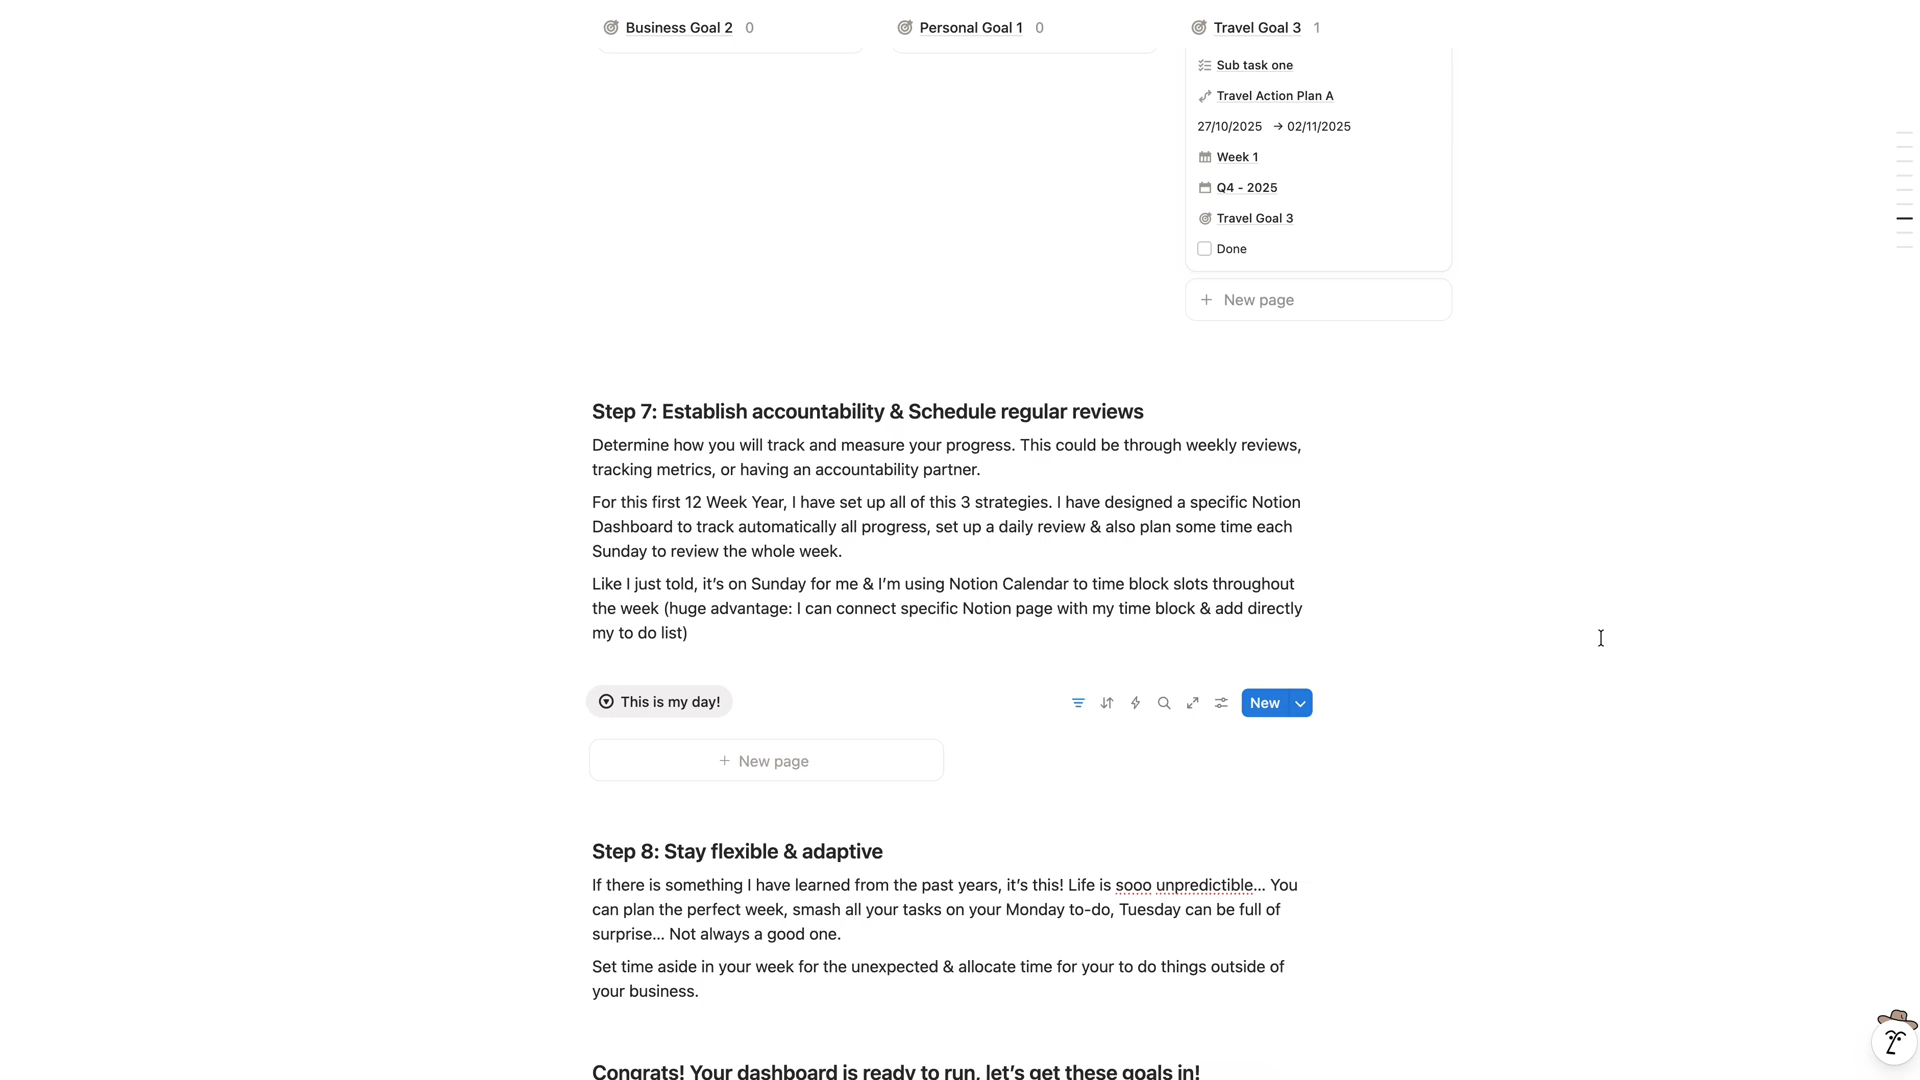 Business Goal 2 0
Personal Goal 1 0
Travel Goal 3 1
Sub task one
Travel Action Plan A
27/10/2025 → 02/11/2025
Week 1
Q4 - 2025
Travel Goal 3
Done
+ New page
Step 7: Establish accountability & Schedule regular reviews
Determine how you will track and measure your progress. This could be through weekly reviews,
tracking metrics, or having an accountability partner.
For this first 12 Week Year, I have set up all of this 3 strategies. I have designed a specific Notion
Dashboard to track automatically all progress, set up a daily review & also plan some time each
Sunday to review the whole week.
Like I just told, it’s on Sunday for me & I’m using Notion Calendar to time block slots throughout
the week (huge advantage: I can connect specific Notion page with my time block & add directly
my to do list)
This is my day!
New
+ New page
Step 8: Stay flexible & adaptive
If there is something I have learned from the past years, it’s this! Life is sooo unpredictible... You
can plan the perfect week, smash all your tasks on your Monday to-do, Tuesday can be full of
surprise... Not always a good one.
Set time aside in your week for the unexpected & allocate time for your to do things outside of
your business.
Congrats! Your dashboard is ready to run, let’s get these goals in!